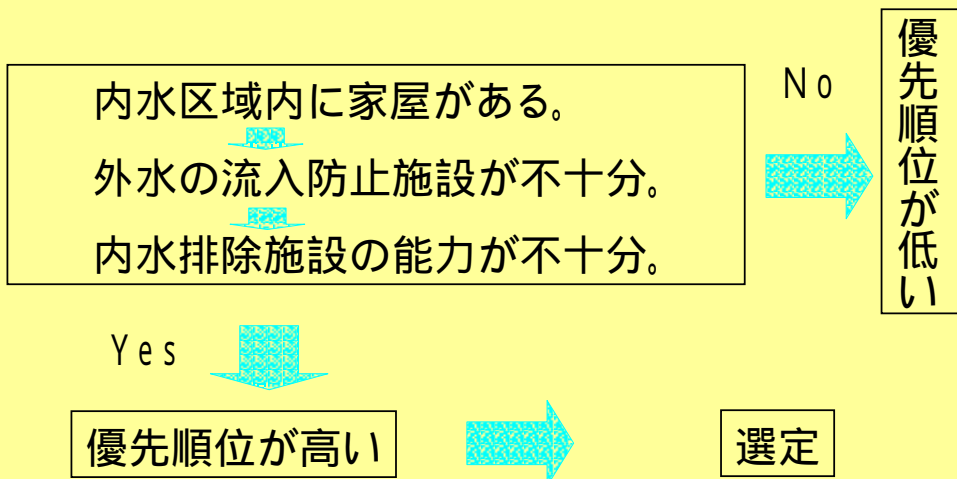 内水区域内に家屋がある。
外水の流入防止施設が不十分。
内水排除施設の能力が不十分。
No
優先順位が低い
Yes
優先順位が高い
選定